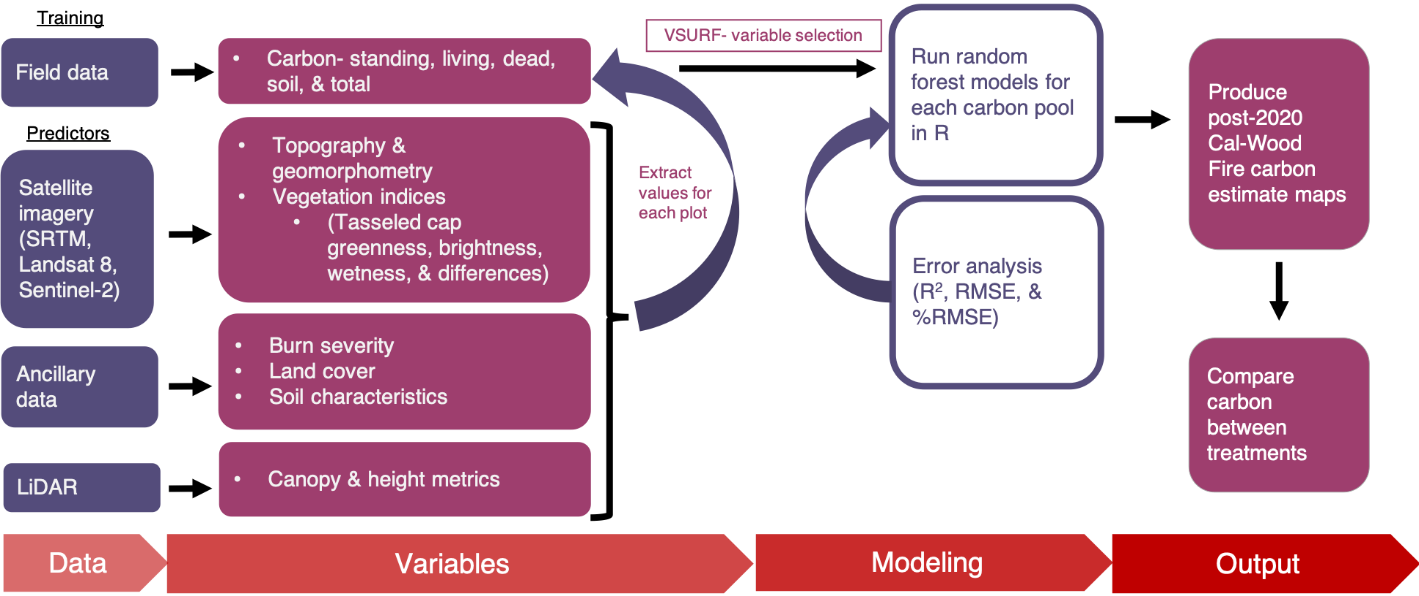 Training
Field data
• Carbon- standing, living, dead,
soil, & total
Predictors
Satellite
imagery
(SRTM,
Landsat 8,
Sentinel-2)
• Topography &
geomorphometry
• Vegetation indices
• (Tasseled cap
greenness, brightness,
wetness, & differences)
Ancillary
data
• Burn severity
• Land cover
• Soil characteristics
LiDAR
• Canopy & height metrics
Extract
values for
each plot
VSURF- variable selection
Run random
forest models for
each carbon pool
in R
Error analysis
(R², RMSE, &
%RMSE)
Produce
post-2020
Cal-Wood
Fire carbon
estimate maps
Compare
carbon
between
treatments
Data
Variables
Modeling
Output